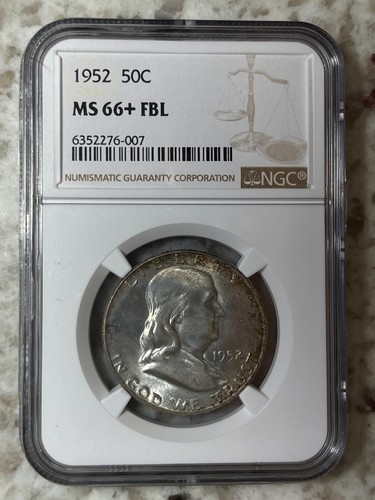 1952 50C
MS 66+ FBL
6352276-007
NUMISMATIC GUARANTY CORPORATION
NGC®
LIBERTY
1952
IN GOD WE TRUST